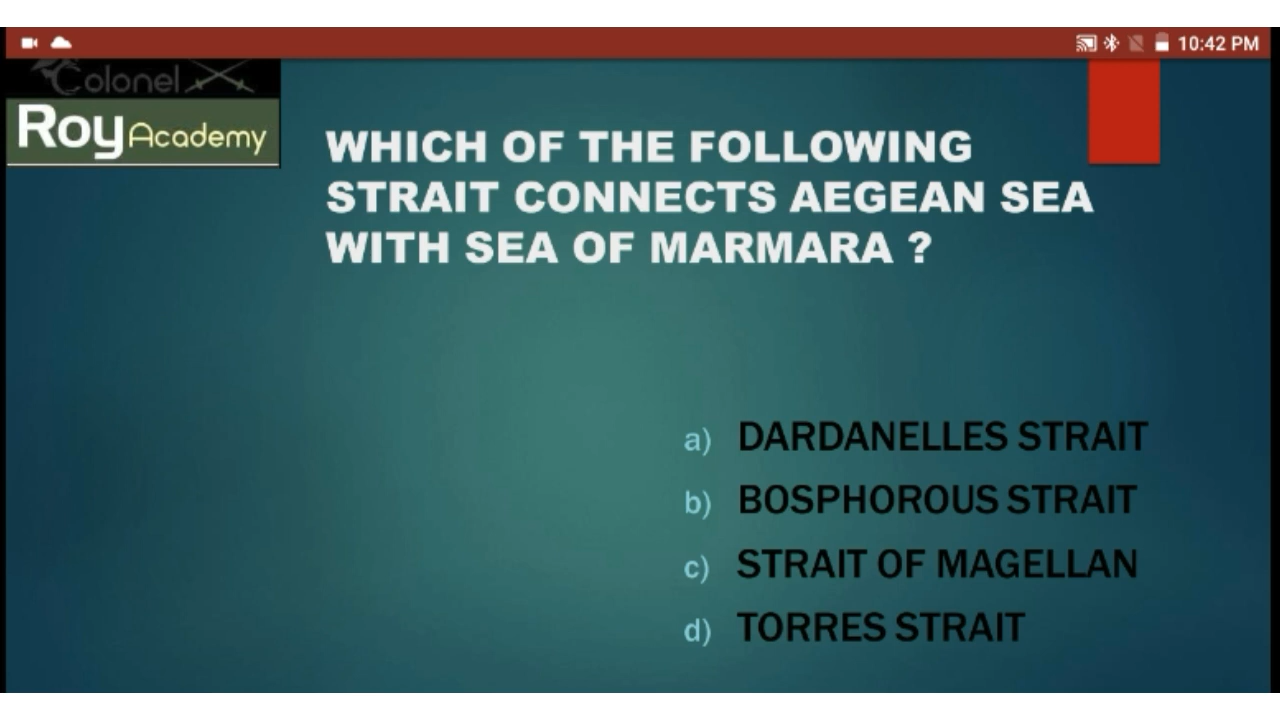 10:42 PM
Colonel
Roy Academy
WHICH OF THE FOLLOWING
STRAIT CONNECTS AEGEAN SEA
WITH SEA OF MARMARA ?
a) DARDANELLES STRAIT
b) BOSPHOROUS STRAIT
c) STRAIT OF MAGELLAN
d) TORRES STRAIT